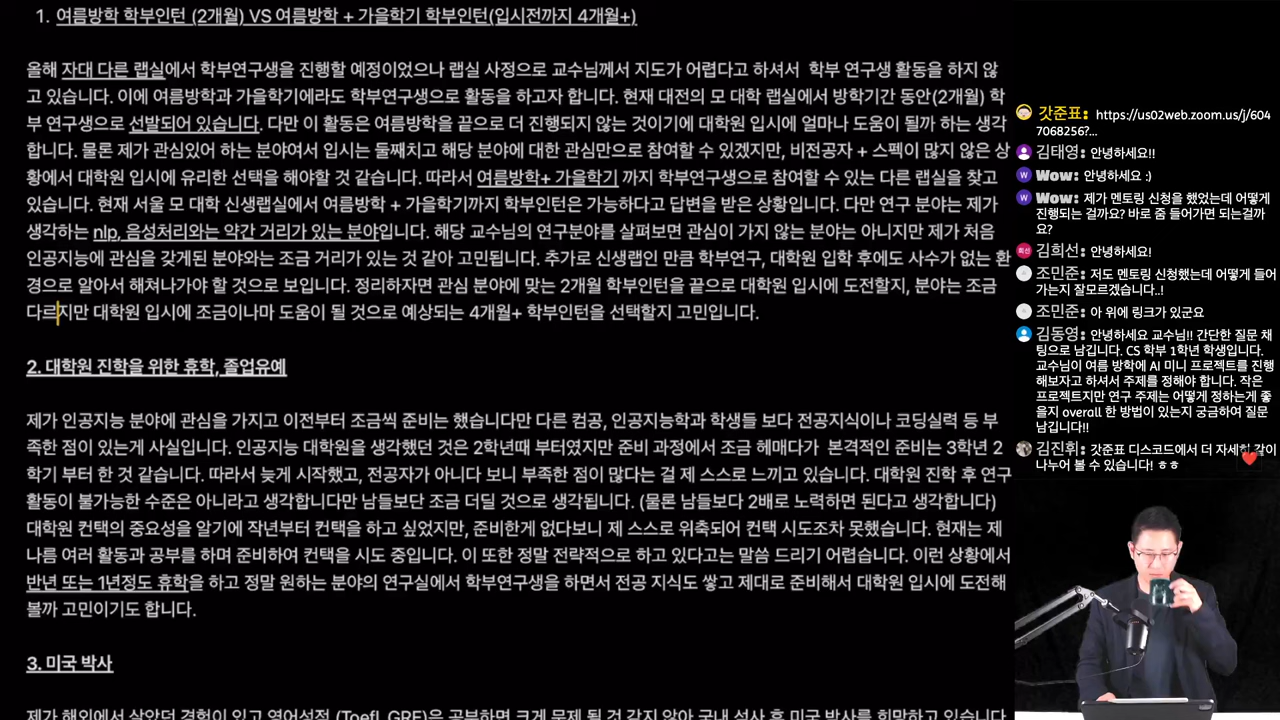 1. 여름방학 학부인턴 (2개월) VS 여름방학 + 가을학기 학부인턴(입시전까지 4개월+)
올해 자대 다른 랩실에서 학부연구생을 진행할 예정이었으나 랩실 사정으로 교수님께서 지도가 어렵다고 하셔서 학부 연구생 활동을 하지 않
고 있습니다. 이에 여름방학과 가을학기에라도 학부연구생으로 활동을 하고자 합니다. 현재 대전의 모 대학 랩실에서 방학기간 동안(2개월) 학
부 연구생으로 선발되어 있습니다. 다만 이 활동은 여름방학을 끝으로 더 진행되지 않는 것이기에 대학원 입시에 얼마나 도움이 될까 하는 생각
합니다. 물론 제가 관심있어 하는 분야여서 입시는 둘째치고 해당 분야에 대한 관심만으로 참여할 수 있겠지만, 비전공자 + 스펙이 많지 않은 상
황에서 대학원 입시에 유리한 선택을 해야할 것 같습니다. 따라서 여름방학+ 가을학기 까지 학부연구생으로 참여할 수 있는 다른 랩실을 찾고
있습니다. 현재 서울 모 대학 신생랩실에서 여름방학 + 가을학기까지 학부인턴은 가능하다고 답변을 받은 상황입니다. 다만 연구 분야는 제가
생각하는 nlp, 음성처리와는 약간 거리가 있는 분야입니다. 해당 교수님의 연구분야를 살펴보면 관심이 가지 않는 분야는 아니지만 제가 처음
인공지능에 관심을 갖게된 분야와는 조금 거리가 있는 것 같아 고민됩니다. 추가로 신생랩인 만큼 학부연구, 대학원 입학 후에도 사수가 없는 환
경으로 알아서 해쳐나가야 할 것으로 보입니다. 정리하자면 관심 분야에 맞는 2개월 학부인턴을 끝으로 대학원 입시에 도전할지, 분야는 조금
다르지만 대학원 입시에 조금이나마 도움이 될 것으로 예상되는 4개월+ 학부인턴을 선택할지 고민입니다.
2. 대학원 진학을 위한 휴학, 졸업유예
제가 인공지능 분야에 관심을 가지고 이전부터 조금씩 준비는 했습니다만 다른 컴공, 인공지능학과 학생들 보다 전공지식이나 코딩실력 등 부
족한 점이 있는게 사실입니다. 인공지능 대학원을 생각했던 것은 2학년때 부터였지만 준비 과정에서 조금 헤매다가 본격적인 준비는 3학년 2
학기 부터 한 것 같습니다. 따라서 늦게 시작했고, 전공자가 아니다 보니 부족한 점이 많다는 걸 제 스스로 느끼고 있습니다. 대학원 진학 후 연구
활동이 불가능한 수준은 아니라고 생각합니다만 남들보단 조금 더딜 것으로 생각됩니다. (물론 남들보다 2배로 노력하면 된다고 생각합니다)
대학원 컨택의 중요성을 알기에 작년부터 컨택을 하고 싶었지만, 준비한게 없다보니 제 스스로 위축되어 컨택 시도조차 못했습니다. 현재는 제
나름 여러 활동과 공부를 하며 준비하여 컨택을 시도 중입니다. 이 또한 정말 전략적으로 하고 있다고는 말씀 드리기 어렵습니다. 이런 상황에서
반년 또는 1년정도 휴학을 하고 정말 원하는 분야의 연구실에서 학부연구생을 하면서 전공 지식도 쌓고 제대로 준비해서 대학원 입시에 도전해
볼까 고민이기도 합니다.
3. 미국 박사
제가 해외에서 살았던 경험이 있고 영어성적 (Toefl, GRE)은 공부하면 크게 문제 될 것 같지 않아 국내 석사 후 미국 박사를 희망하고 있습니다
갓준표: https://us02web.zoom.us/j/604
7068256?...
김태영: 안녕하세요!!
W Wow: 안녕하세요 :)
W Wow: 제가 멘토링 신청을 했었는데 어떻게
진행되는 걸까요? 바로 줌 들어가면 되는걸까
요?
희선 김희선: 안녕하세요!
조민준: 저도 멘토링 신청했는데 어떻게 들어
가는지 잘모르겠습니다..!
조민준: 아 위에 링크가 있군요
김동영: 안녕하세요 교수님!! 간단한 질문 채
팅으로 남깁니다. CS 학부 1학년 학생입니다.
교수님이 여름 방학에 AI 미니 프로젝트를 진행
해보자고 하셔서 주제를 정해야 합니다. 작은
프로젝트지만 연구 주제는 어떻게 정하는게 좋
을지 overall 한 방법이 있는지 궁금하여 질문
남깁니다!!
김진휘: 갓준표 디스코드에서 더 자세히 같이
나누어 볼 수 있습니다! ㅎㅎ